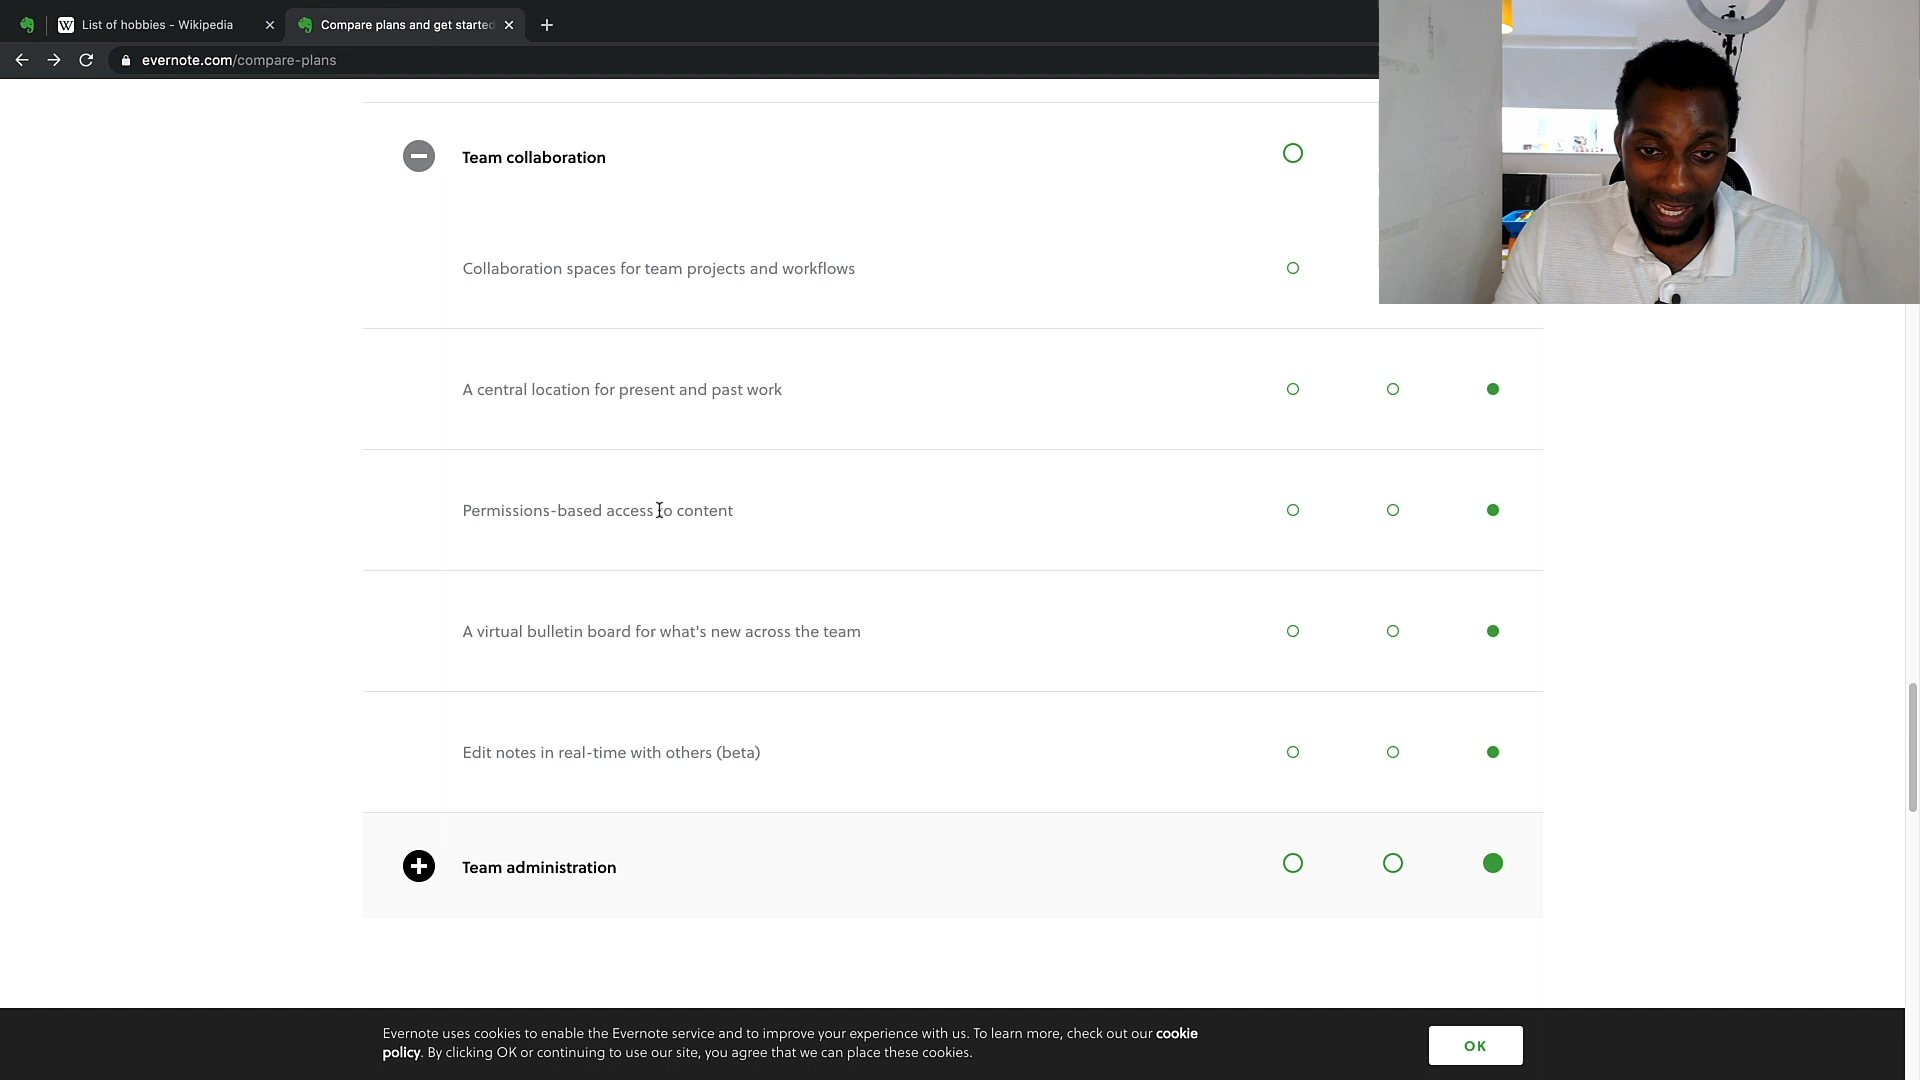 List of hobbies - Wikipedia
Compare plans and get started
evernote.com/compare-plans
Team collaboration
Collaboration spaces for team projects and workflows
A central location for present and past work
Permissions-based access to content
A virtual bulletin board for what's new across the team
Edit notes in real-time with others (beta)
Team administration
Evernote uses cookies to enable the Evernote service and to improve your experience with us. To learn more, check out our cookie
policy. By clicking OK or continuing to use our site, you agree that we can place these cookies.
OK